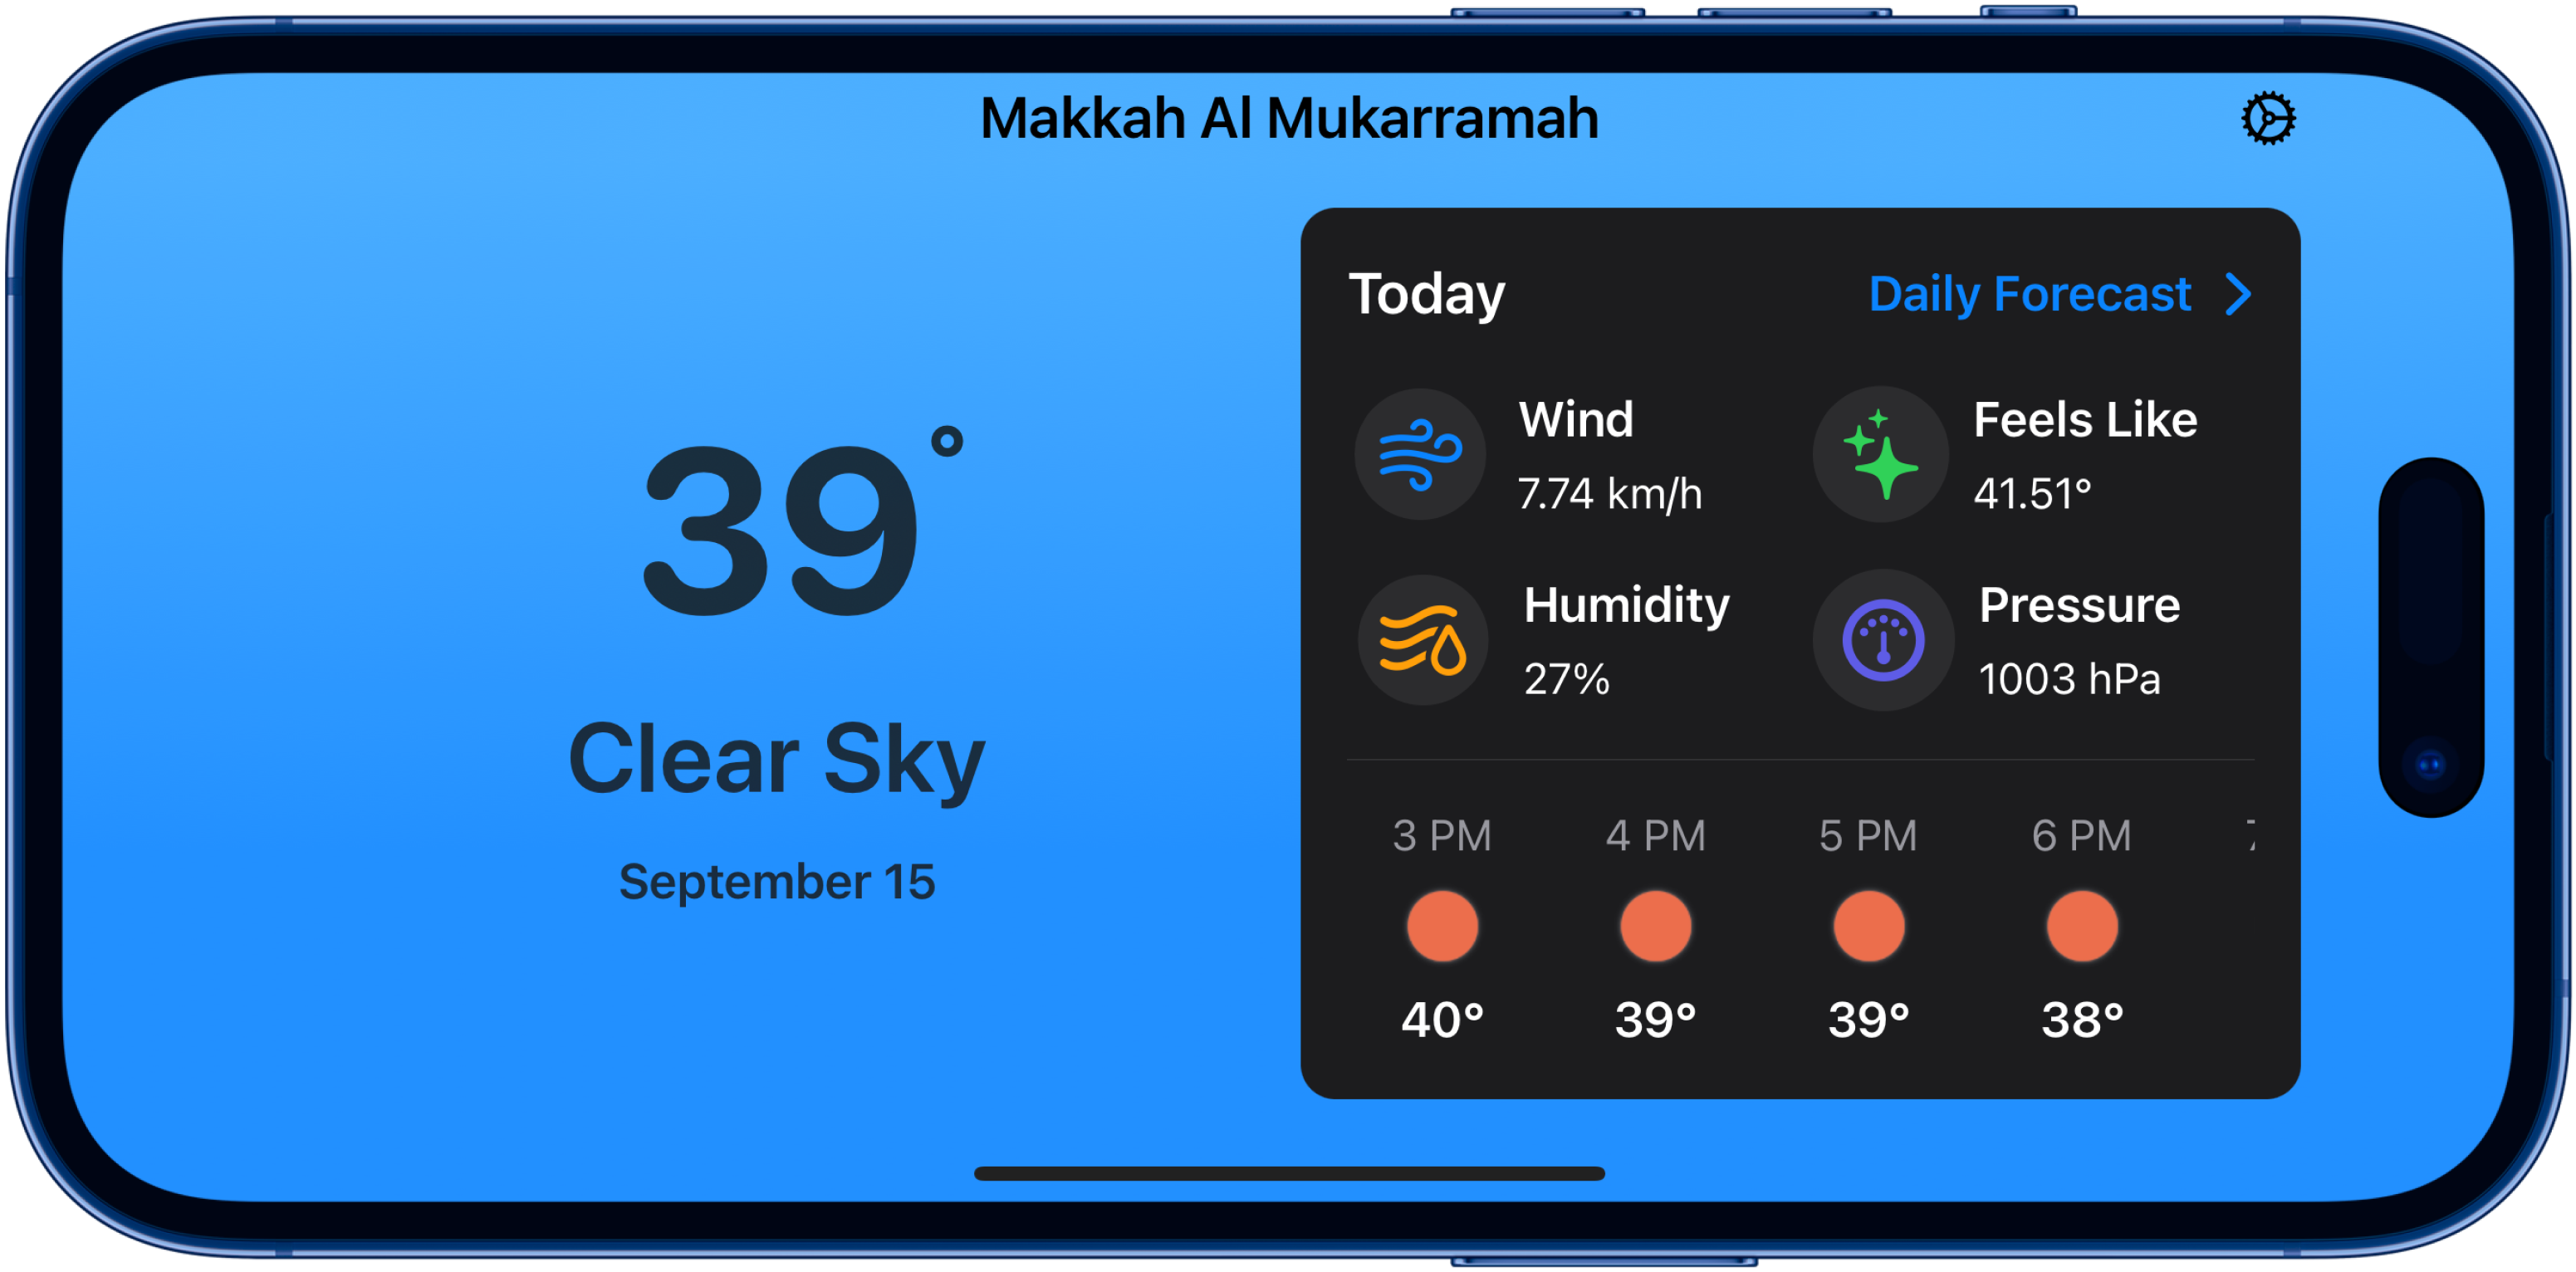 Makkah Al Mukarramah
39°
Clear Sky
September 15
Today
Daily Forecast
Wind
7.74 km/h
Feels Like
41.51°
Humidity
27%
Pressure
1003 hPa
3 PM 4 PM 5 PM 6 PM
40° 39° 39° 38°